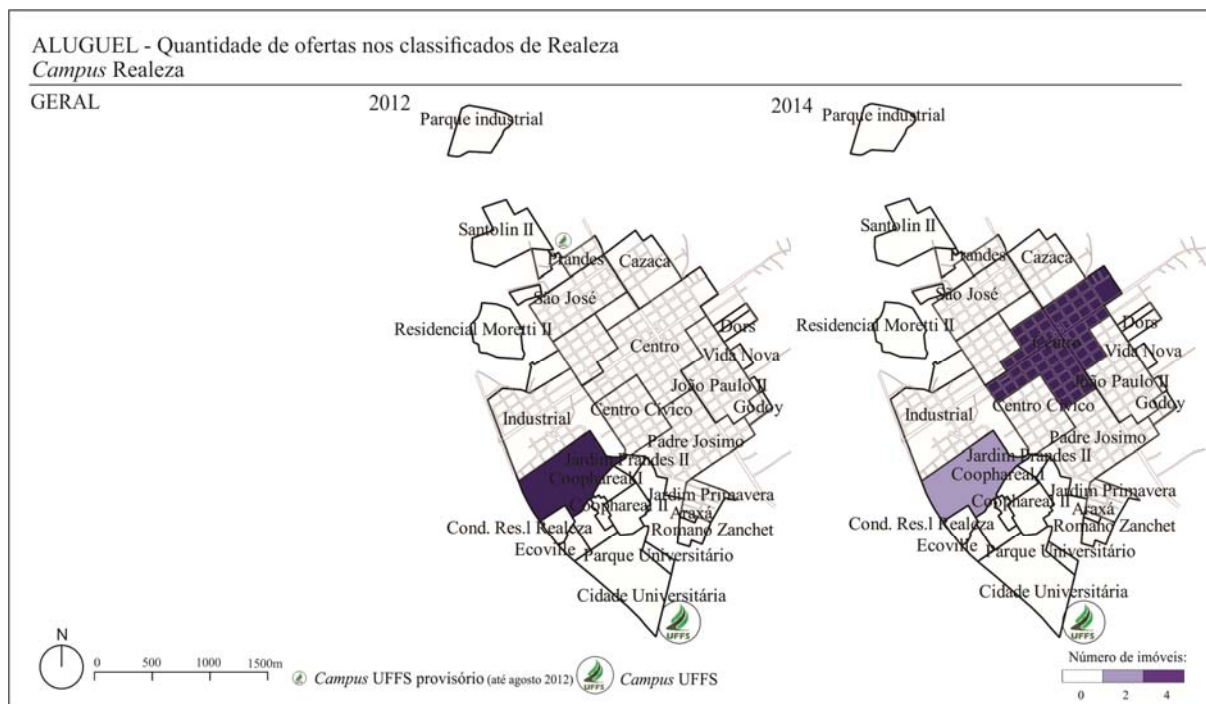 ALUGUEL - Quantidade de ofertas nos classificados de Realeza
Campus Realeza
GERAL
2012
Parque industrial
Santolin II
Prandes
Cazaca
São José
Residencial Moretti II
Dors
Centro
Vida Nova
João Paulo II
Godoy
Industrial
Centro Cívico
Padre Josimo
Jardim Prandes II
Coophareal I
Coophareal II
Jardim Primavera
Araxá
Cond. Res.l Realeza
Romano Zanchet
Ecoville
Parque Universitário
Cidade Universitária
UFFS
2014
Parque industrial
Santolin II
Prandes
Cazaca
São José
Residencial Moretti II
Dors
Centro
Vida Nova
João Paulo II
Godoy
Industrial
Centro Cívico
Padre Josimo
Jardim Prandes II
Coophareal I
Coophareal II
Jardim Primavera
Araxá
Cond. Res.l Realeza
Romano Zanchet
Ecoville
Parque Universitário
Cidade Universitária
UFFS
N
0 500 1000 1500m
Campus UFFS provisório (até agosto 2012)
UFFS
Campus UFFS
Número de imóveis:
0 2 4